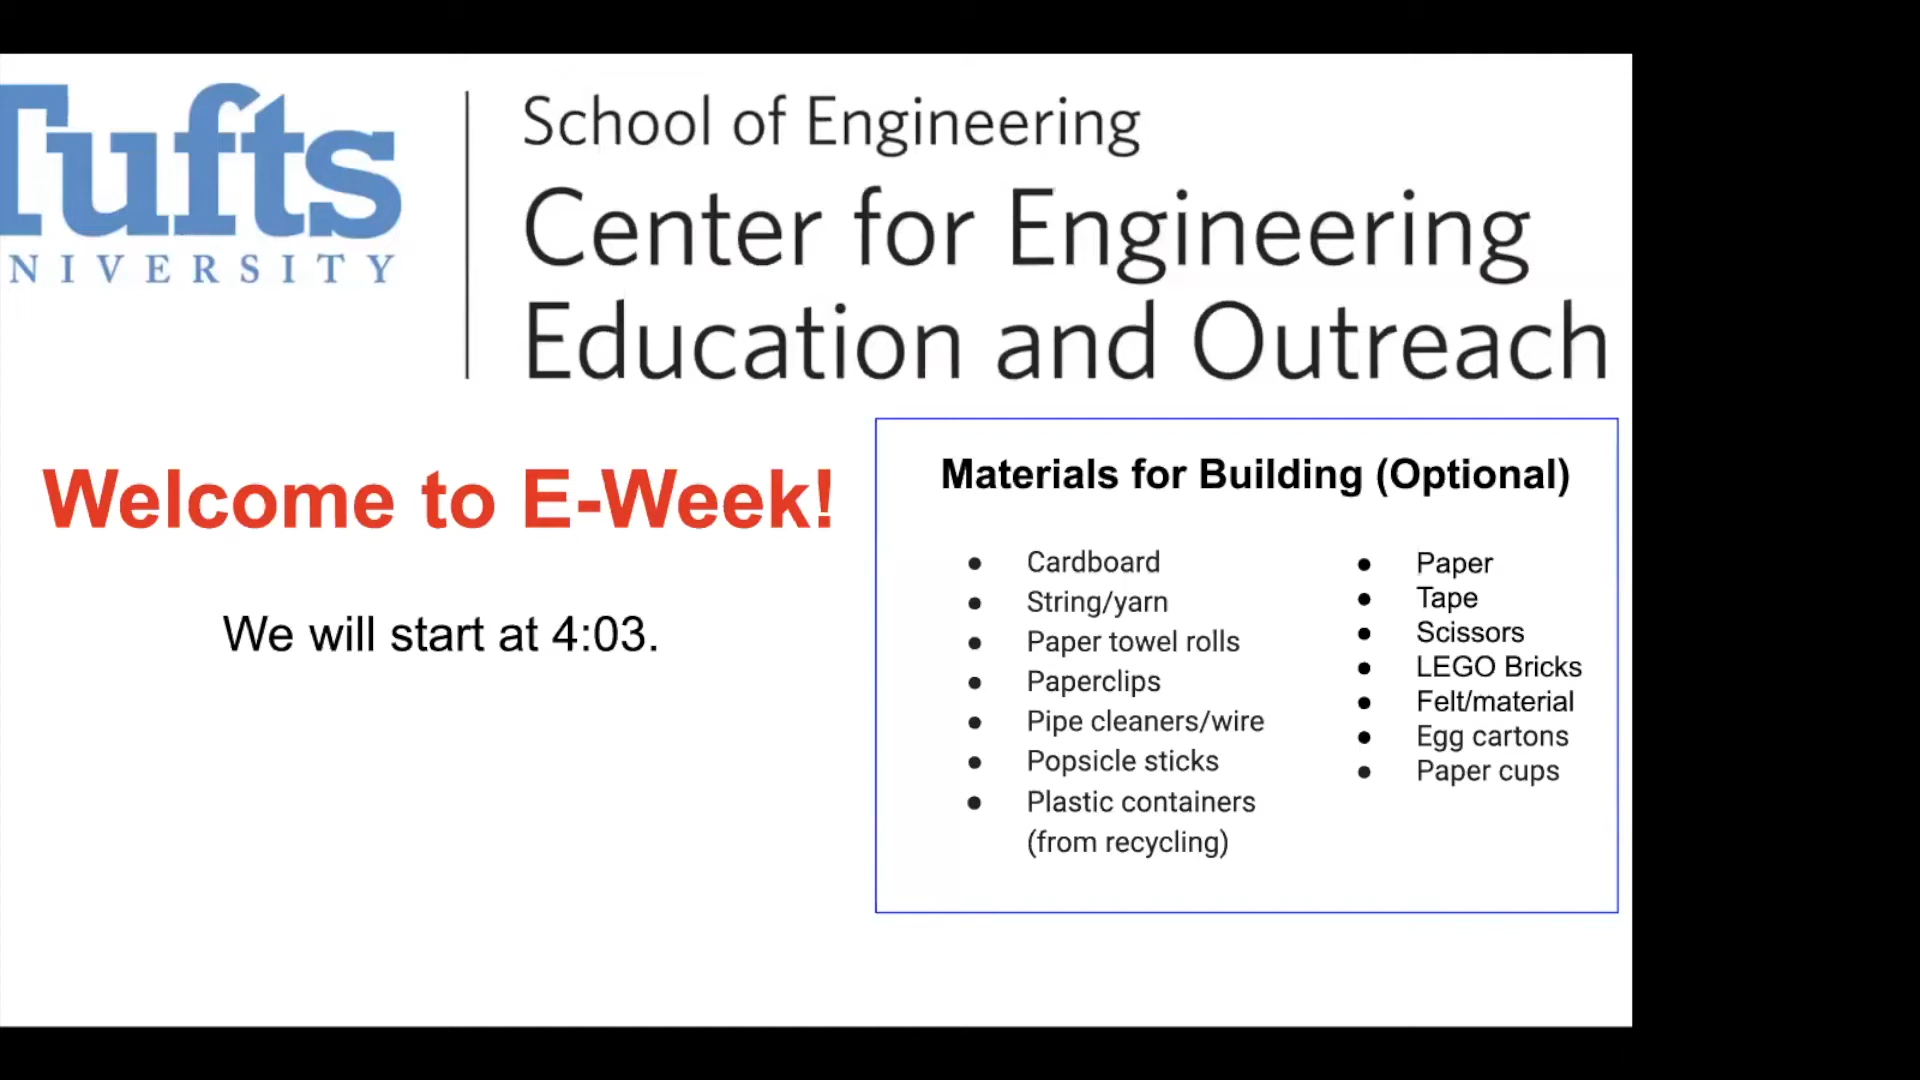 Tufts
NIVERSITY
School of Engineering
Center for Engineering
Education and Outreach
Welcome to E-Week!
We will start at 4:03.
Materials for Building (Optional)
● Cardboard
● String/yarn
● Paper towel rolls
● Paperclips
● Pipe cleaners/wire
● Popsicle sticks
● Plastic containers
(from recycling)
● Paper
● Tape
● Scissors
● LEGO Bricks
● Felt/material
● Egg cartons
● Paper cups